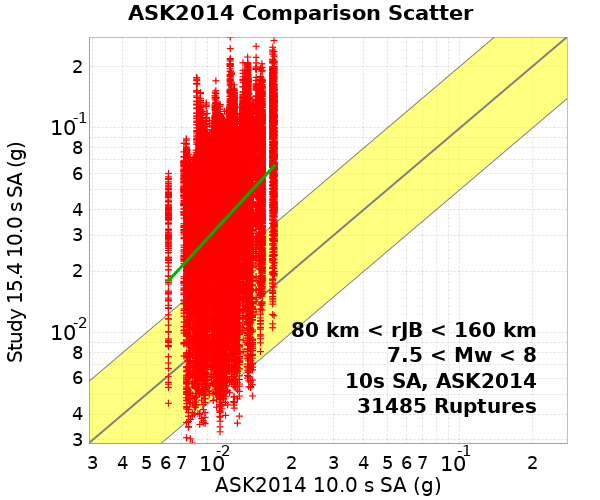 ASK2014 Comparison Scatter
Study 15.4 10.0 s SA (g)
2
10^-1
8
6
4
3
2
10^-2
8
6
4
3
80 km < rJB < 160 km
7.5 < Mw < 8
10s SA, ASK2014
31485 Ruptures
3 4 5 6 7 10^-2 2 3 4 5 6 7 10^-1 2
ASK2014 10.0 s SA (g)